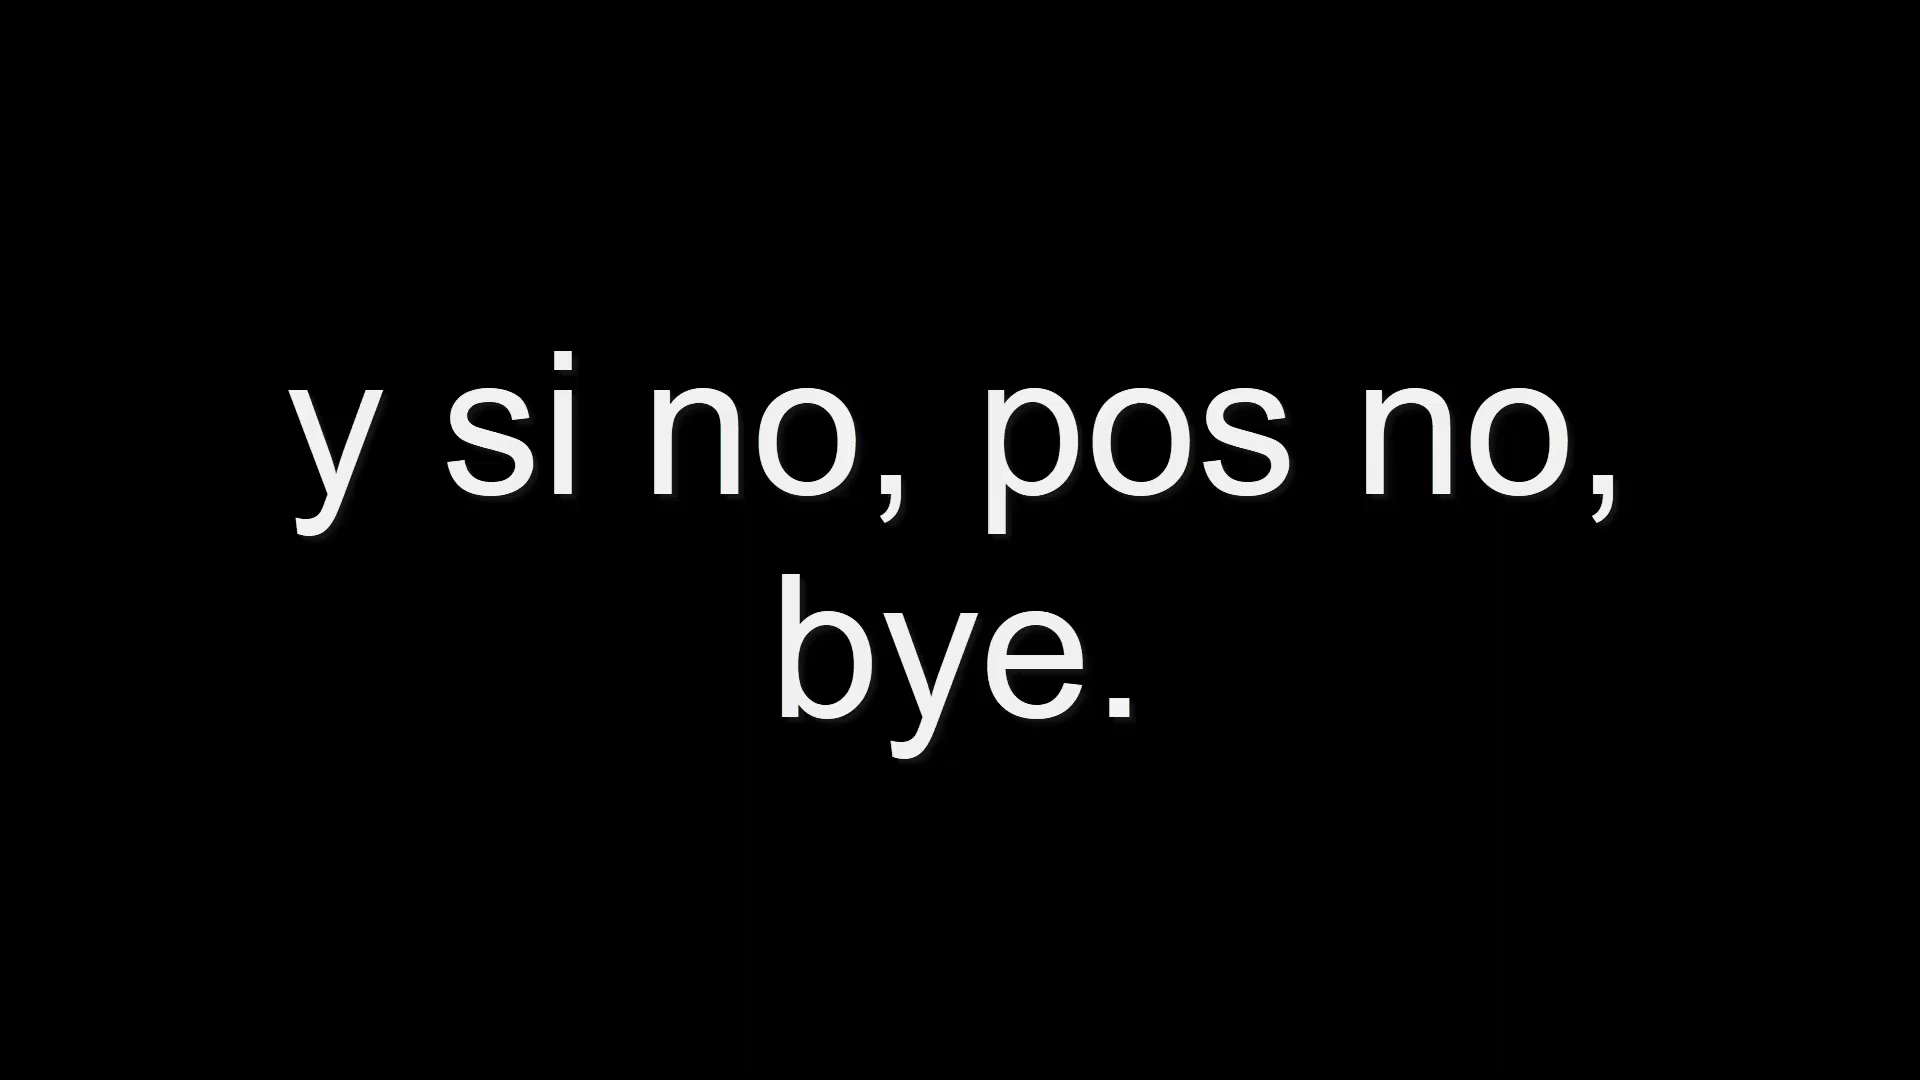 y si no, pos no,
bye.